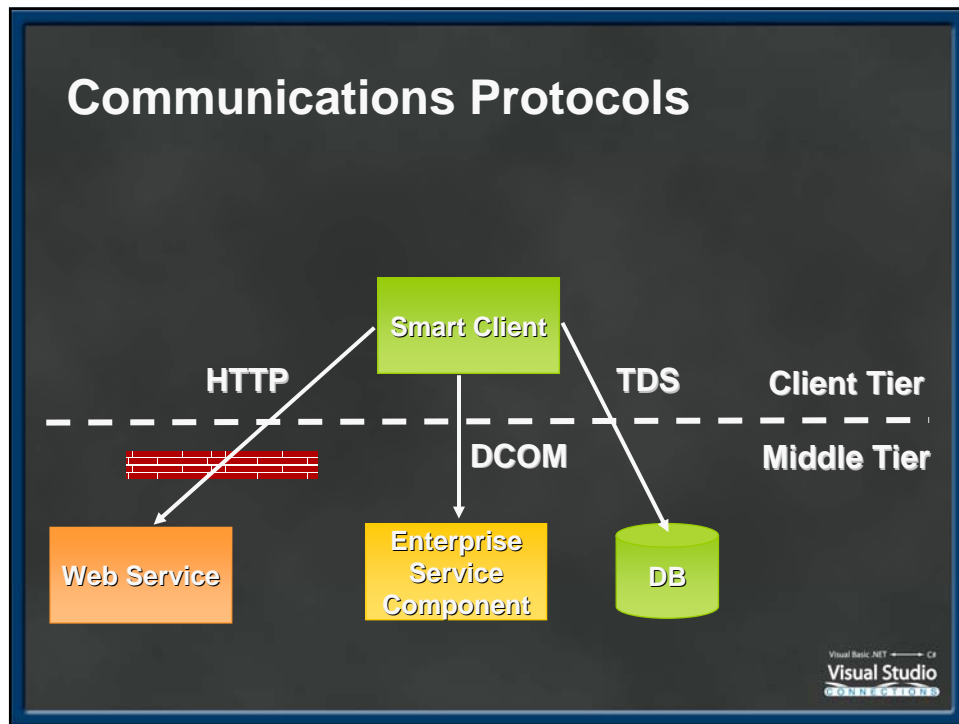 Communications Protocols
Smart Client
HTTP
TDS
Client Tier
DCOM
Middle Tier
Web Service
Enterprise
Service
Component
DB
Visual Basic .NET C#
Visual Studio
CONNECTIONS